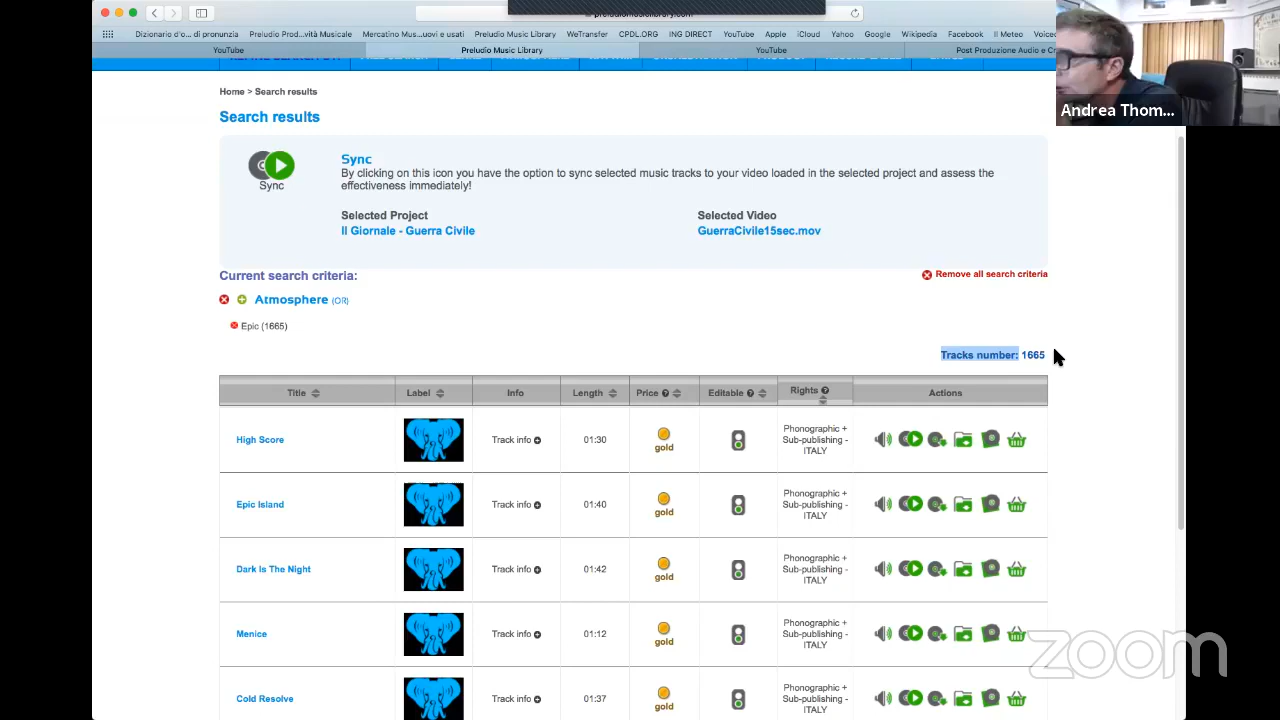 preludiomusiclibrary.com
Dizionario d'o... di pronunzia Preludio Prod...vità Musicale Mercatino Mus...uovi e usati Preludio Music Library WeTransfer CPDL.ORG ING DIRECT YouTube Apple iCloud Yahoo Google Wikipedia Facebook Il Meteo
YouTube Preludio Music Library YouTube Post Produzione Audio e Cr
Andrea Thom...
Home > Search results
Search results
Sync
Sync
By clicking on this icon you have the option to sync selected music tracks to your video loaded in the selected project and assess the
effectiveness immediately!
Selected Project Selected Video
Il Giornale - Guerra Civile GuerraCivile15sec.mov
Current search criteria: Remove all search criteria
Atmosphere (OR)
Epic (1665)
Tracks number: 1665
Title Label Info Length Price Editable Rights Actions
High Score Track info 01:30 gold Phonographic +
Sub-publishing -
ITALY
Epic Island Track info 01:40 gold Phonographic +
Sub-publishing -
ITALY
Dark Is The Night Track info 01:42 gold Phonographic +
Sub-publishing -
ITALY
Menice Track info 01:12 gold Phonographic +
Sub-publishing -
ITALY
Cold Resolve Track info 01:37 gold Phonographic +
Sub-publishing -
ITALY
zoom